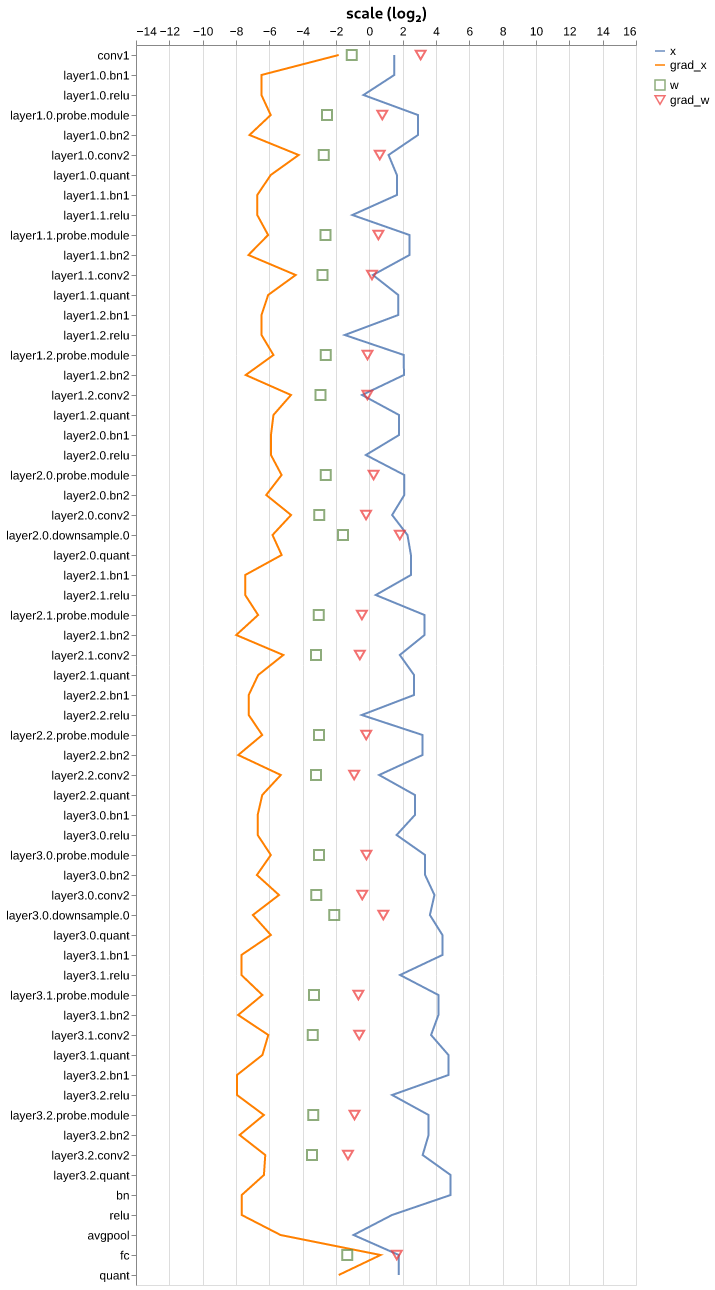 scale (log₂)
−14 −12 −10 −8 −6 −4 −2 0 2 4 6 8 10 12 14 16
x
grad_x
w
grad_w
conv1
layer1.0.bn1
layer1.0.relu
layer1.0.probe.module
layer1.0.bn2
layer1.0.conv2
layer1.0.quant
layer1.1.bn1
layer1.1.relu
layer1.1.probe.module
layer1.1.bn2
layer1.1.conv2
layer1.1.quant
layer1.2.bn1
layer1.2.relu
layer1.2.probe.module
layer1.2.bn2
layer1.2.conv2
layer1.2.quant
layer2.0.bn1
layer2.0.relu
layer2.0.probe.module
layer2.0.bn2
layer2.0.conv2
layer2.0.downsample.0
layer2.0.quant
layer2.1.bn1
layer2.1.relu
layer2.1.probe.module
layer2.1.bn2
layer2.1.conv2
layer2.1.quant
layer2.2.bn1
layer2.2.relu
layer2.2.probe.module
layer2.2.bn2
layer2.2.conv2
layer2.2.quant
layer3.0.bn1
layer3.0.relu
layer3.0.probe.module
layer3.0.bn2
layer3.0.conv2
layer3.0.downsample.0
layer3.0.quant
layer3.1.bn1
layer3.1.relu
layer3.1.probe.module
layer3.1.bn2
layer3.1.conv2
layer3.1.quant
layer3.2.bn1
layer3.2.relu
layer3.2.probe.module
layer3.2.bn2
layer3.2.conv2
layer3.2.quant
bn
relu
avgpool
fc
quant